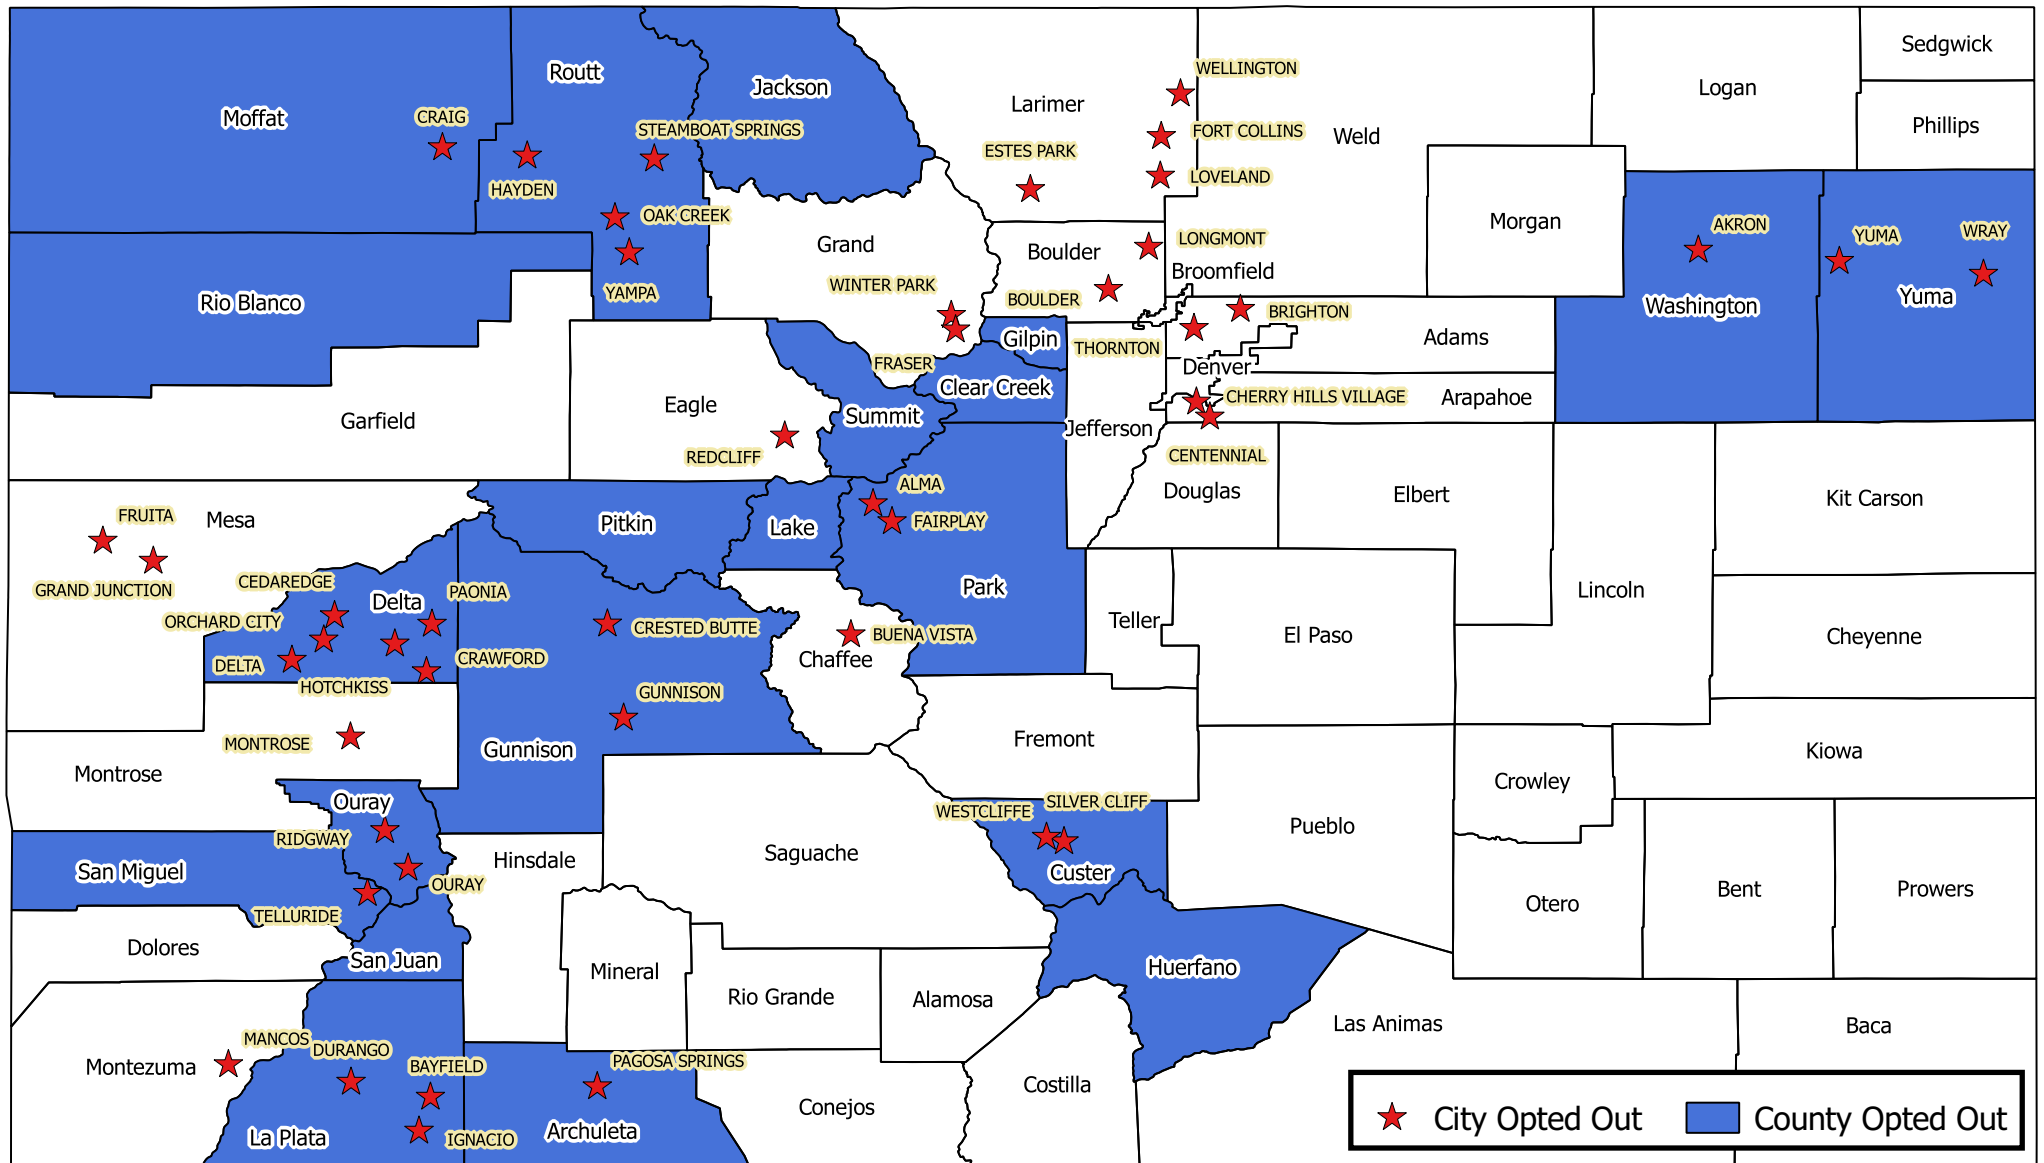 Sedgwick
Routt
WELLINGTON
Jackson
Logan
Larimer
Moffat
CRAIG
Phillips
STEAMBOAT SPRINGS
FORT COLLINS
Weld
ESTES PARK
LOVELAND
HAYDEN
OAK CREEK
Morgan
AKRON
YUMA
WRAY
Grand
LONGMONT
Boulder
Broomfield
WINTER PARK
YAMPA
Rio Blanco
BOULDER
Washington
Yuma
BRIGHTON
Gilpin
THORNTON
Adams
FRASER
Denver
Clear Creek
CHERRY HILLS VILLAGE
Arapahoe
Eagle
Summit
Garfield
Jefferson
REDCLIFF
CENTENNIAL
ALMA
Douglas
Elbert
Kit Carson
FRUITA
Mesa
Pitkin
Lake
FAIRPLAY
CEDAREDGE
GRAND JUNCTION
PAONIA
Park
Lincoln
Delta
ORCHARD CITY
CRESTED BUTTE
BUENA VISTA
Teller
El Paso
Cheyenne
DELTA
CRAWFORD
Chaffee
HOTCHKISS
GUNNISON
MONTROSE
Gunnison
Fremont
Kiowa
Montrose
Crowley
Ouray
WESTCLIFFE
SILVER CLIFF
Pueblo
RIDGWAY
Hinsdale
Saguache
San Miguel
Custer
OURAY
Bent
Prowers
Otero
TELLURIDE
Dolores
San Juan
Mineral
Huerfano
Rio Grande
Alamosa
Las Animas
Baca
MANCOS
DURANGO
Montezuma
BAYFIELD
PAGOSA SPRINGS
Costilla
Conejos
La Plata
IGNACIO
Archuleta
City Opted Out
County Opted Out